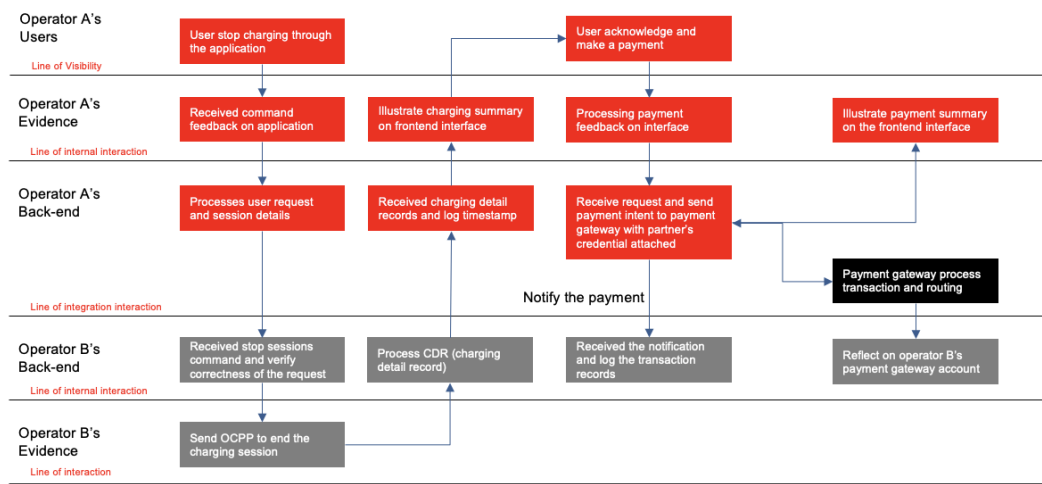 Operator A's
Users
Line of Visibility
User stop charging through
the application
User acknowledge and
make a payment
Operator A's
Evidence
Line of internal interaction
Received command
feedback on application
Illustrate charging summary
on frontend interface
Processing payment
feedback on interface
Illustrate payment summary
on the frontend interface
Operator A's
Back-end
Line of integration interaction
Processes user request
and session details
Received charging detail
records and log timestamp
Receive request and send
payment intent to payment
gateway with partner's
credential attached
Payment gateway process
transaction and routing
Notify the payment
Operator B's
Back-end
Line of internal interaction
Received stop sessions
command and verify
correctness of the request
Process CDR (charging
detail record)
Received the notification
and log the transaction
records
Reflect on operator B's
payment gateway account
Operator B's
Evidence
Line of interaction
Send OCPP to end the
charging session